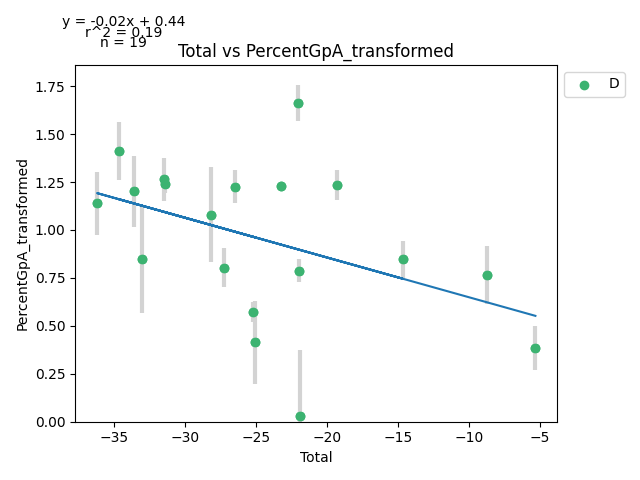 y = -0.02x + 0.44
r^2 = 0.19
n = 19
Total vs PercentGpA_transformed
D
PercentGpA_transformed
1.75
1.50
1.25
1.00
0.75
0.50
0.25
0.00
−35 −30 −25 −20 −15 −10 −5
Total